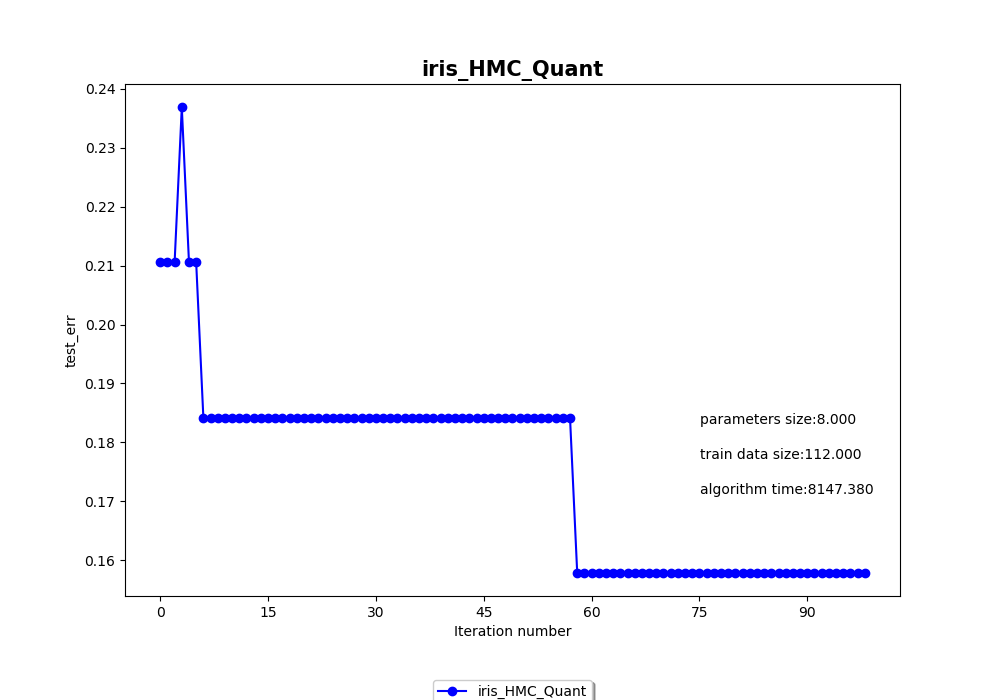 iris_HMC_Quant
0.24
0.23
0.22
0.21
0.20
0.19
0.18
0.17
0.16
test_err
parameters size:8.000
train data size:112.000
algorithm time:8147.380
0 15 30 45 60 75 90
Iteration number
iris_HMC_Quant